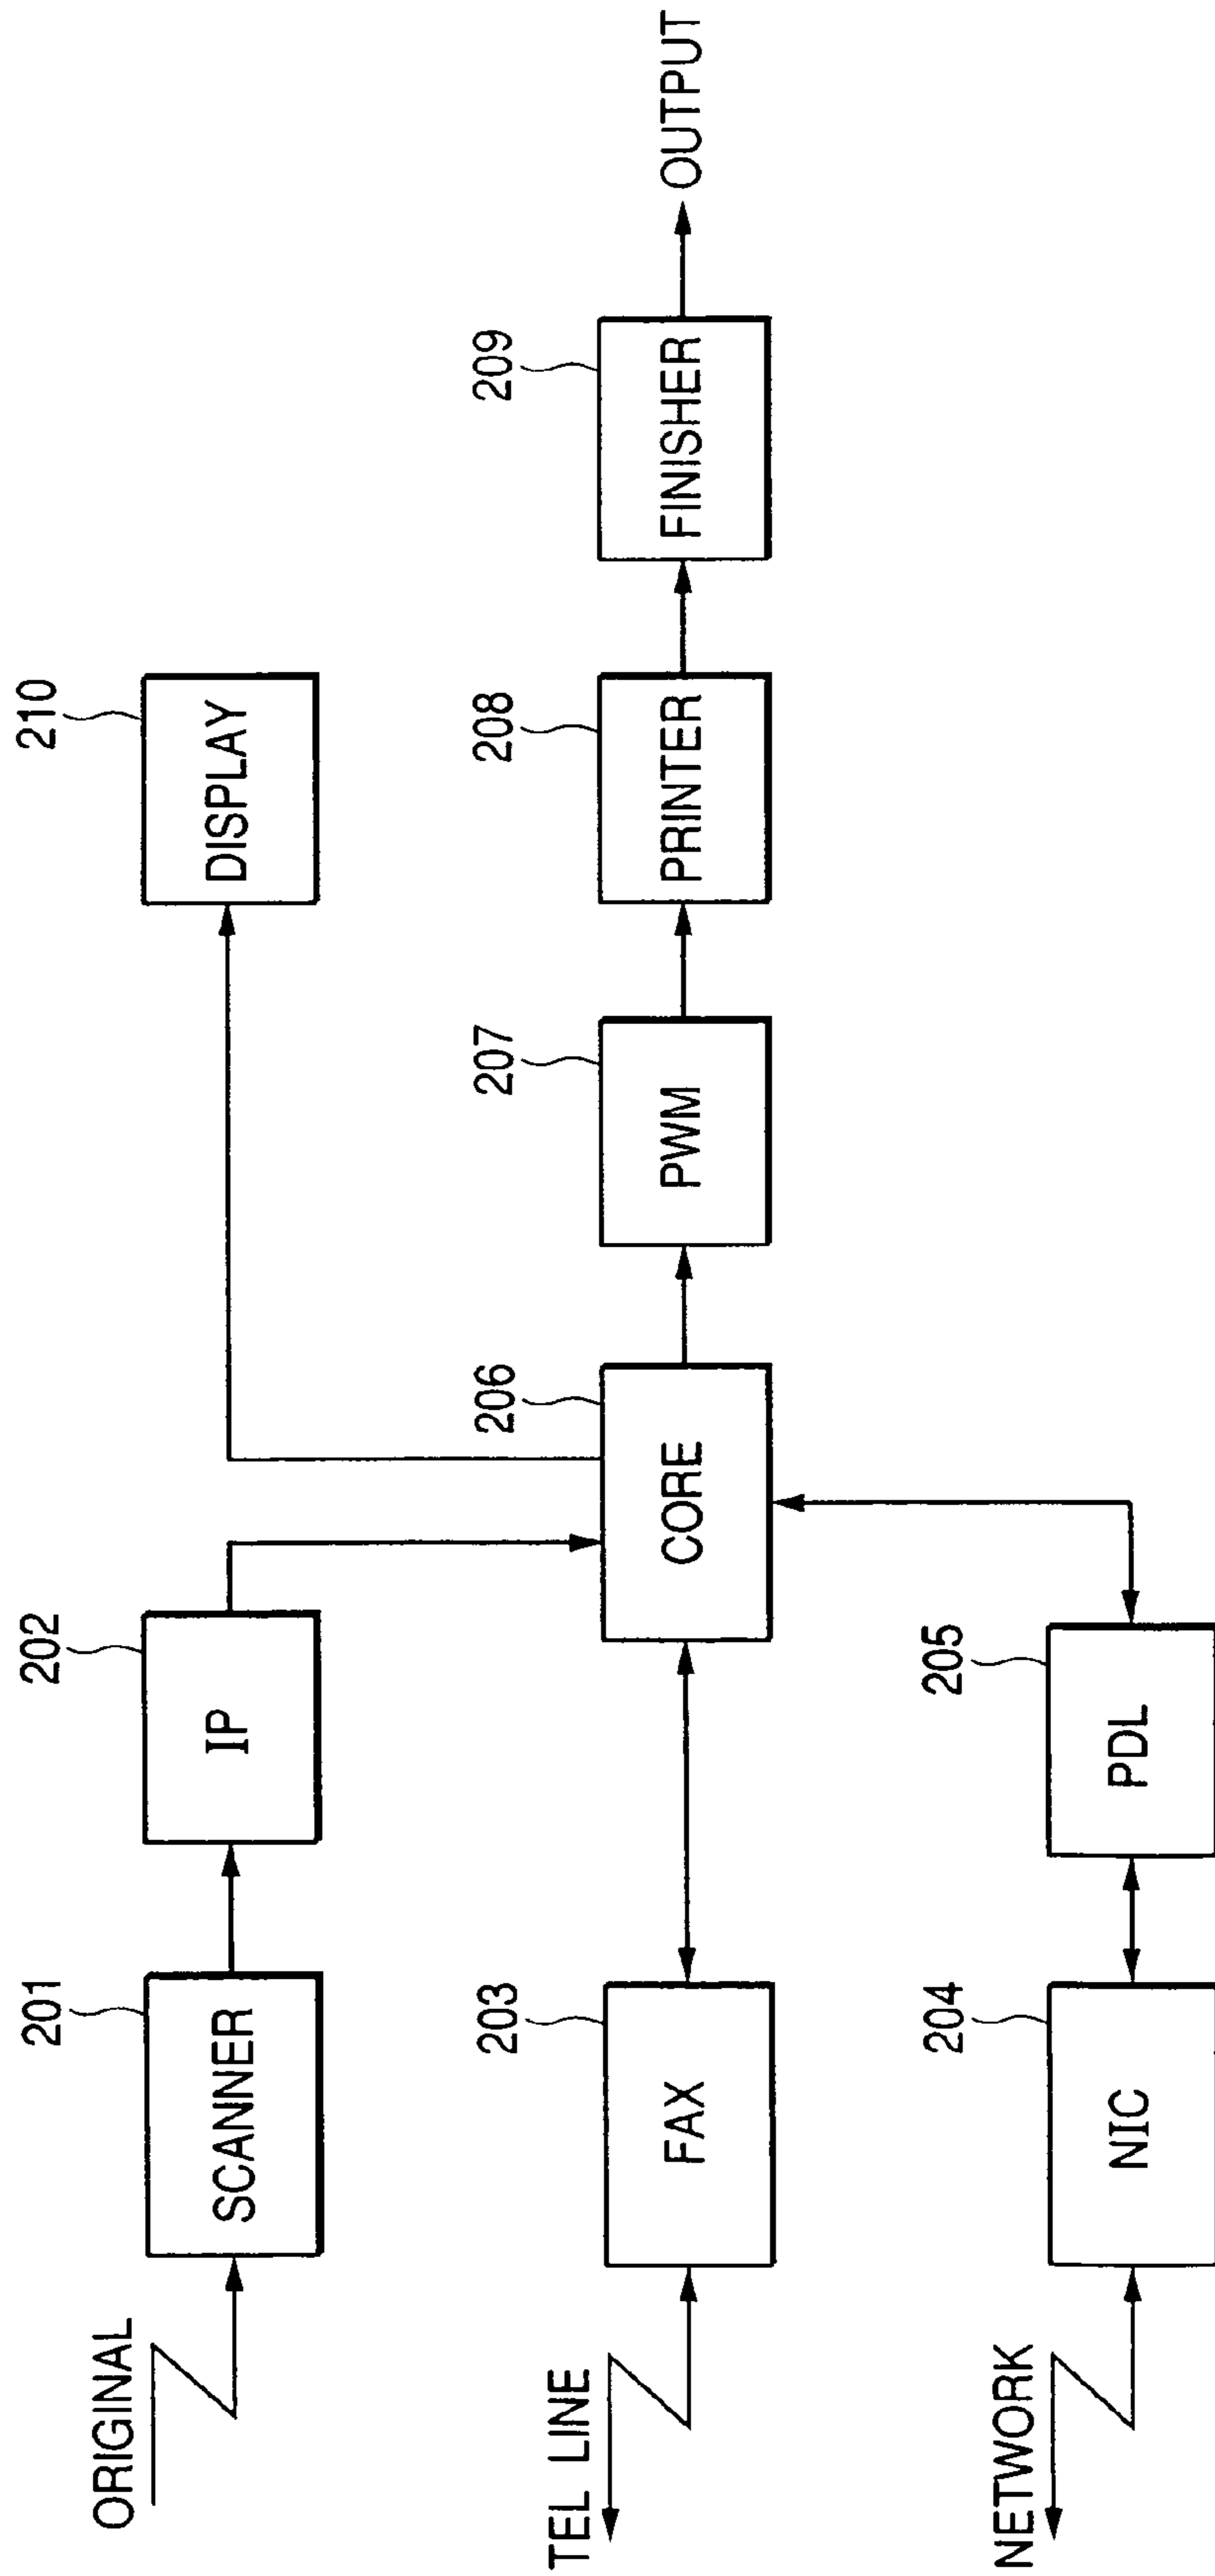 210
DISPLAY
201
SCANNER
202
IP
ORIGINAL
203
FAX
206
CORE
207
PWM
208
PRINTER
209
FINISHER
OUTPUT
TEL LINE
204
NIC
205
PDL
NETWORK